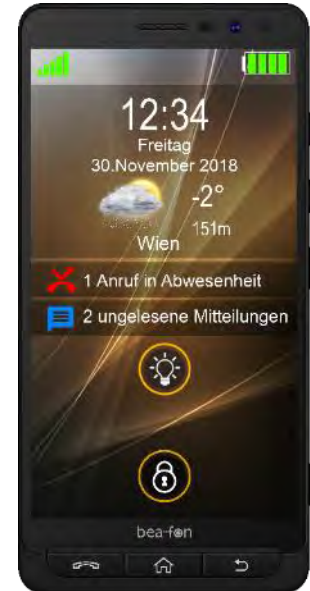 12:34
Freitag
30.November 2018
-2°
151m
Wien
1 Anruf in Abwesenheit
2 ungelesene Mitteilungen
bea-fon